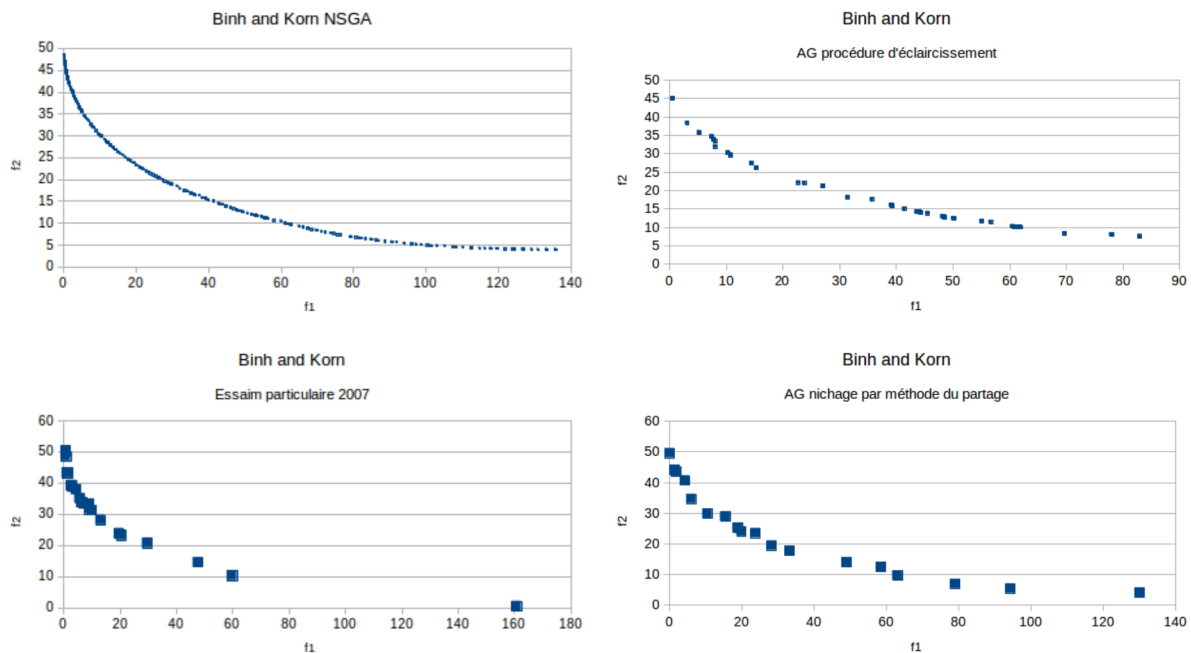 Binh and Korn NSGA
50
45
40
35
30
25
20
15
10
5
0
f2
0 20 40 60 80 100 120 140
f1
Binh and Korn
AG procédure d'éclaircissement
50
45
40
35
30
25
20
15
10
5
0
f2
0 10 20 30 40 50 60 70 80 90
f1
Binh and Korn
Essaim particulaire 2007
60
50
40
30
20
10
0
f2
0 20 40 60 80 100 120 140 160 180
f1
Binh and Korn
AG nichage par méthode du partage
60
50
40
30
20
10
0
f2
0 20 40 60 80 100 120 140
f1